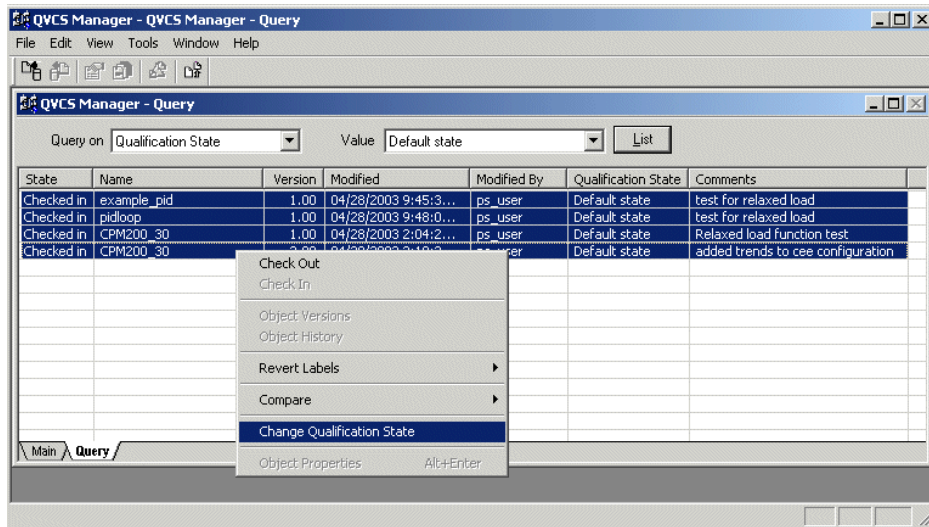 QVCS Manager - QVCS Manager - Query
File Edit View Tools Window Help
QVCS Manager - Query
Query on Qualification State Value Default state List
State Name Version Modified Modified By Qualification State Comments
Checked in example_pid 1.00 04/28/2003 9:45:3... ps_user Default state test for relaxed load
Checked in pidloop 1.00 04/28/2003 9:48:0... ps_user Default state test for relaxed load
Checked in CPM200_30 1.00 04/28/2003 2:04:2... ps_user Default state Relaxed load function test
Checked in CPM200_30 Default state added trends to cee configuration
Check Out
Check In
Object Versions
Object History
Revert Labels
Compare
Change Qualification State
Object Properties Alt+Enter
Main Query